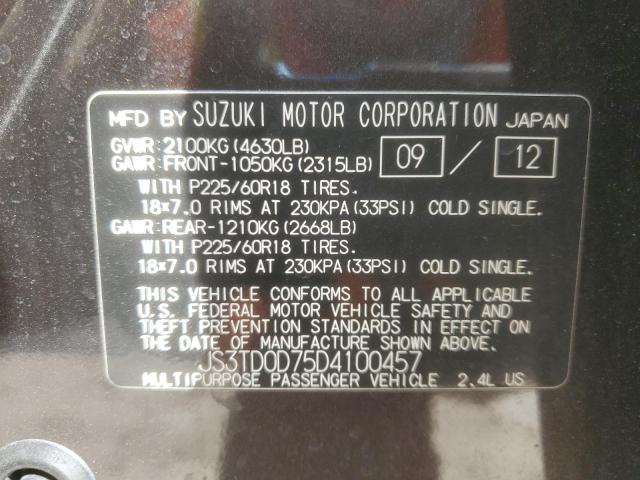 MFD BY SUZUKI MOTOR CORPORATION JAPAN
GVWR:2100KG(4630LB)
GAWR:FRONT-1050KG(2315LB) 09 / 12
WITH P225/60R18 TIRES.
18×7.0 RIMS AT 230KPA(33PSI) COLD SINGLE.
GAWR:REAR-1210KG(2668LB)
WITH P225/60R18 TIRES.
18×7.0 RIMS AT 230KPA(33PSI) COLD SINGLE.
THIS VEHICLE CONFORMS TO ALL APPLICABLE
U.S. FEDERAL MOTOR VEHICLE SAFETY AND
THEFT PREVENTION STANDARDS IN EFFECT ON
THE DATE OF MANUFACTURE SHOWN ABOVE.
JS3TD0D75D4100457
MULTIPURPOSE PASSENGER VEHICLE 2.4L US